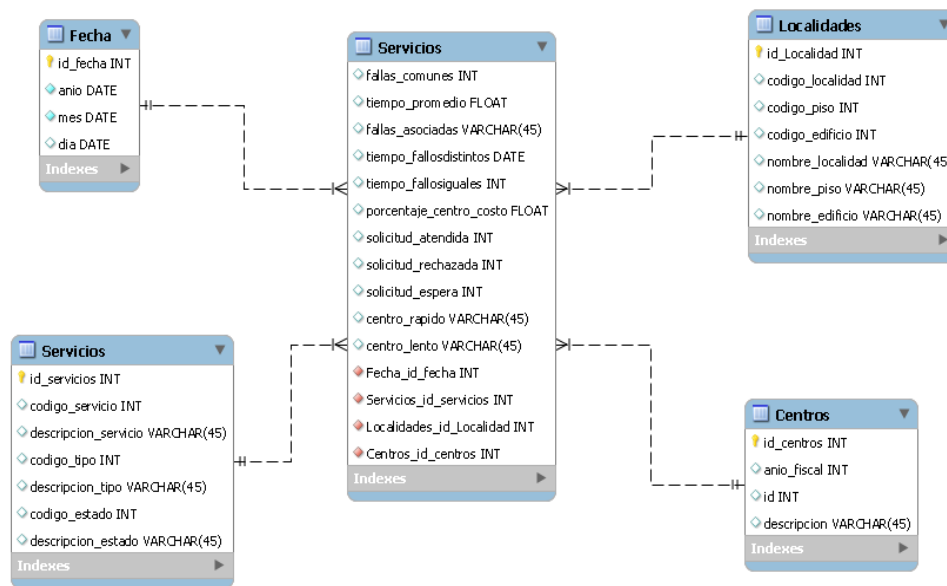 Fecha
id_fecha INT
anio DATE
mes DATE
dia DATE
Indexes
Servicios
fallas_comunes INT
tiempo_promedio FLOAT
fallas_asociadas VARCHAR(45)
tiempo_fallosdistintos DATE
tiempo_fallosiguales INT
porcentaje_centro_costo FLOAT
solicitud_atendida INT
solicitud_rechazada INT
solicitud_espera INT
centro_rapido VARCHAR(45)
centro_lento VARCHAR(45)
Fecha_id_fecha INT
Servicios_id_servicios INT
Localidades_id_Localidad INT
Centros_id_centros INT
Indexes
Localidades
id_Localidad INT
codigo_localidad INT
codigo_piso INT
codigo_edificio INT
nombre_localidad VARCHAR(45
nombre_piso VARCHAR(45)
nombre_edificio VARCHAR(45)
Indexes
Servicios
id_servicios INT
codigo_servicio INT
descripcion_servicio VARCHAR(45)
codigo_tipo INT
descripcion_tipo VARCHAR(45)
codigo_estado INT
descripcion_estado VARCHAR(45)
Indexes
Centros
id_centros INT
anio_fiscal INT
id INT
descripcion VARCHAR(45)
Indexes